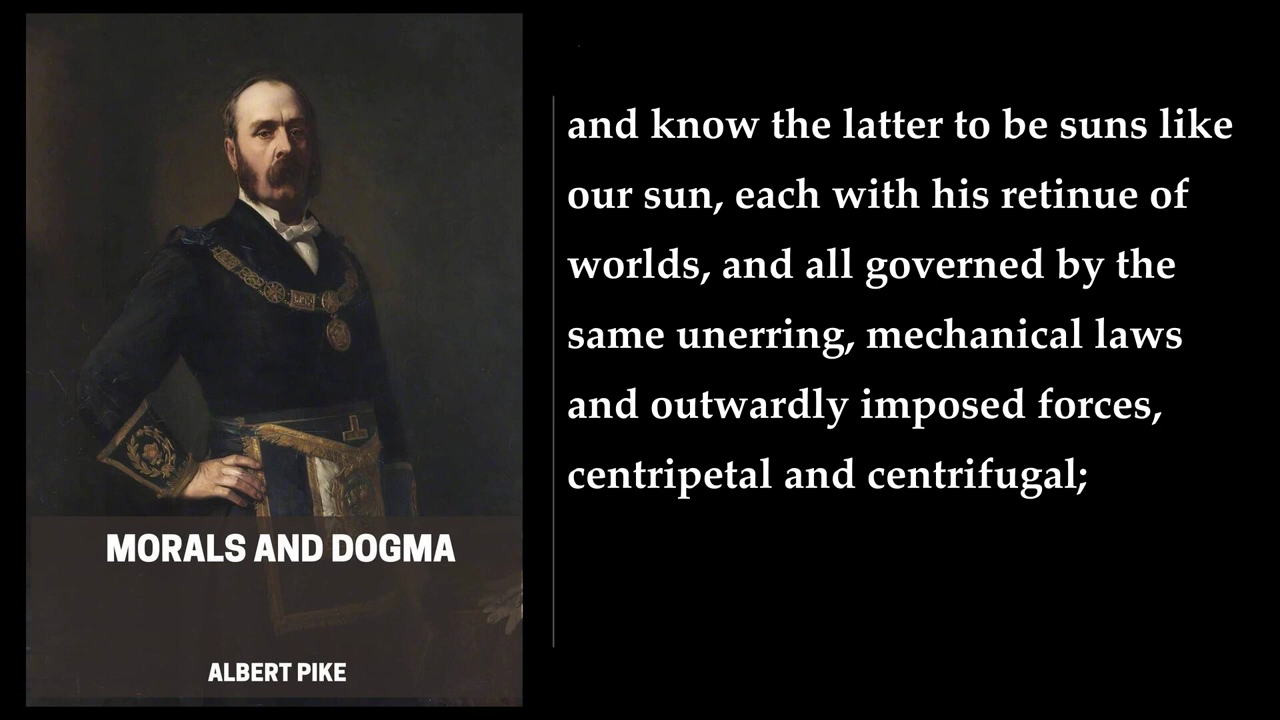 MORALS AND DOGMA
ALBERT PIKE
and know the latter to be suns like
our sun, each with his retinue of
worlds, and all governed by the
same unerring, mechanical laws
and outwardly imposed forces,
centripetal and centrifugal;